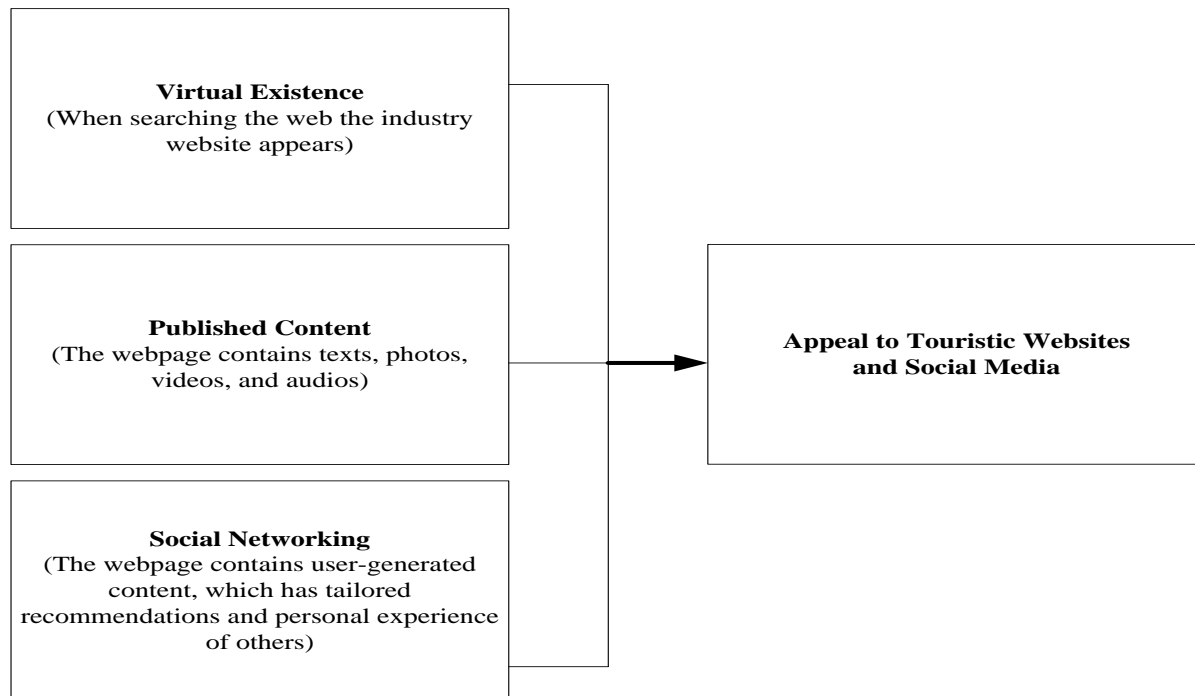 Virtual Existence
(When searching the web the industry
website appears)
Published Content
(The webpage contains texts, photos,
videos, and audios)
Social Networking
(The webpage contains user-generated
content, which has tailored
recommendations and personal experience
of others)
Appeal to Touristic Websites
and Social Media